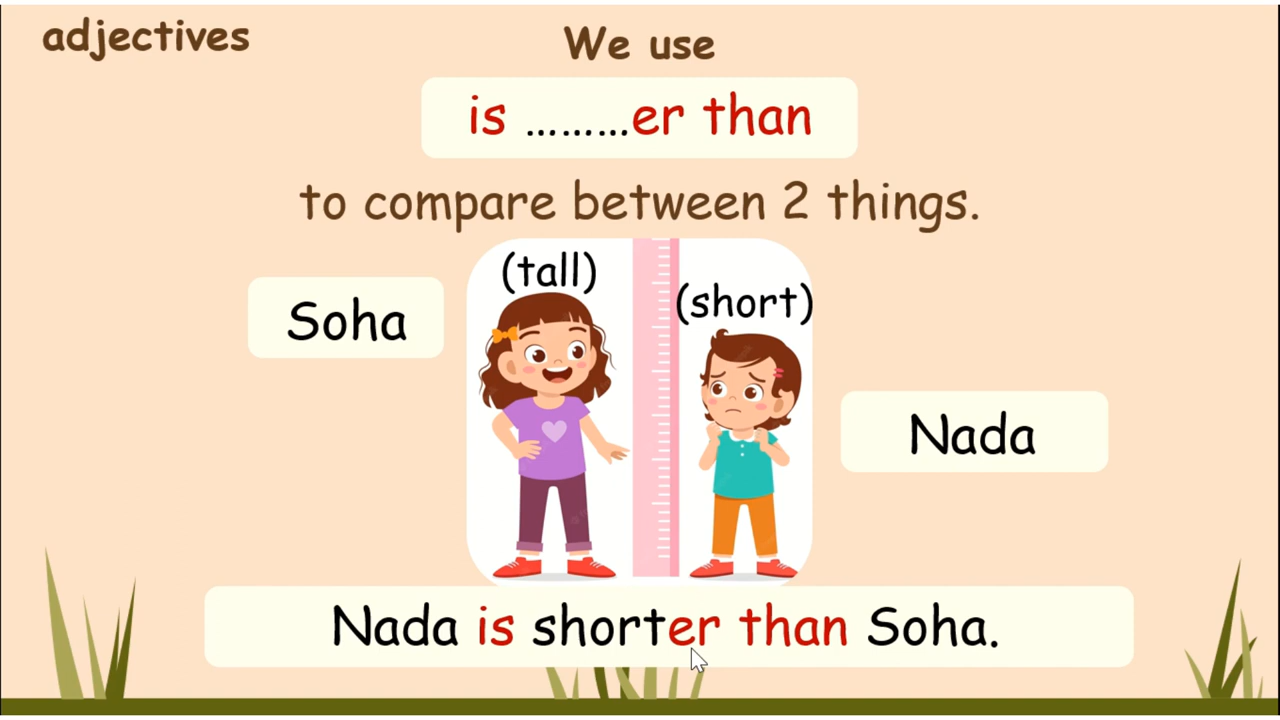 adjectives
We use
is .........er than
to compare between 2 things.
(tall)
(short)
Soha
Nada
Nada is shorter than Soha.